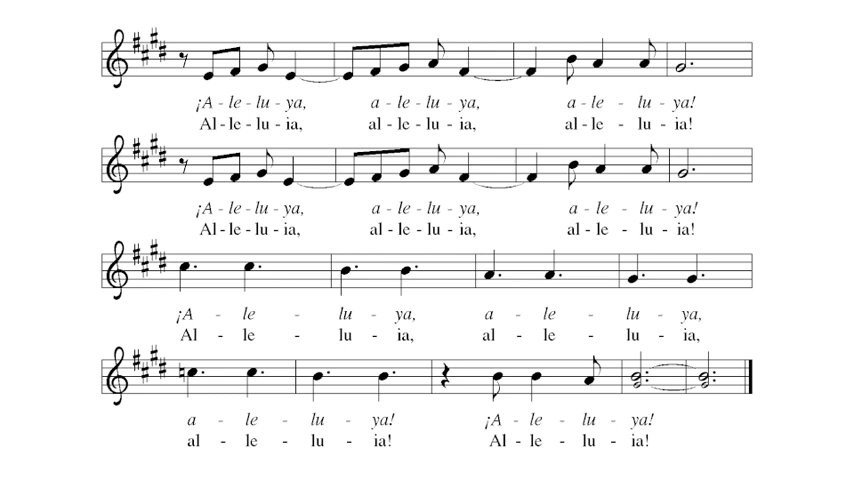 ¡A - le - lu - ya, a - le - lu - ya, a - le - lu - ya!
Al - le - lu - ia, al - le - lu - ia, al - le - lu - ia!
¡A - le - lu - ya, a - le - lu - ya, a - le - lu - ya!
Al - le - lu - ia, al - le - lu - ia, al - le - lu - ia!
¡A - le - lu - ya, a - le - lu - ya,
Al - le - lu - ia, al - le - lu - ia,
a - le - lu - ya! ¡A - le - lu - ya!
al - le - lu - ia! Al - le - lu - ia!